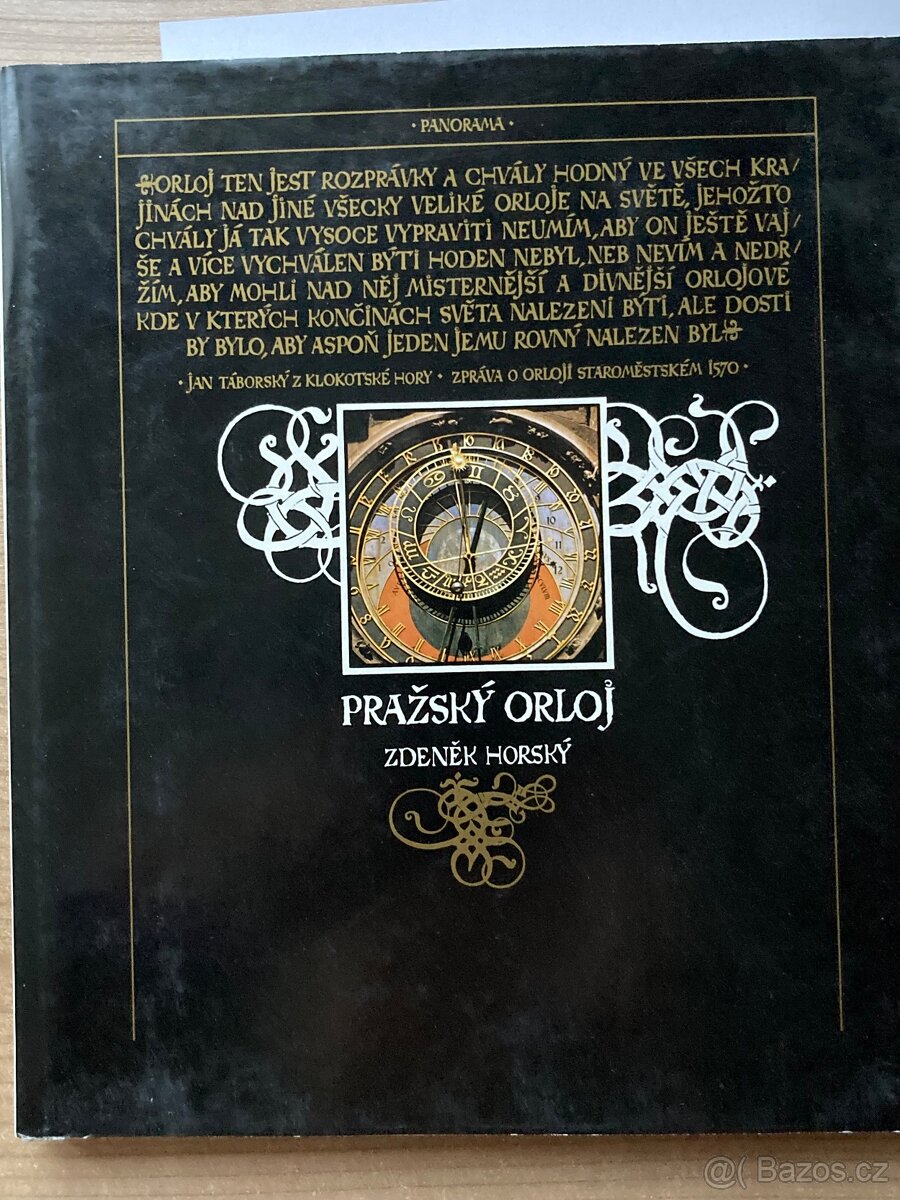 · PANORAMA ·
ORLOJ TEN JEST ROZPRÁVKY A CHVÁLY HODNÝ VE VŠECH KRA/
JINÁCH NAD JINÉ VŠECKY VELIKÉ ORLOJE NA SVĚTĚ, JEHOŽTO
CHVÁLY JÁ TAK VYSOCE VYPRAVITI NEUMÍM, ABY ON JEŠTĚ VAJ/
ŠE A VÍCE VYCHVÁLEN BÝTI HODEN NEBYL, NEB NEVÍM A NEDR/
ŽÍM, ABY MOHLI NAD NĚJ MISTERNĚJŠÍ A DIVNĚJŠÍ ORLOJOVÉ
KDE V KTERÝCH KONČINÁCH SVĚTA NALEZENI BÝTI, ALE DOSTI
BY BYLO, ABY ASPOŇ JEDEN JEMU ROVNÝ NALEZEN BYL
· JAN TÁBORSKÝ Z KLOKOTSKÉ HORY · ZPRÁVA O ORLOJI STAROMĚSTSKÉM 1570 ·
PRAŽSKÝ ORLOJ
ZDENĚK HORSKÝ
@( Bazoš.cz